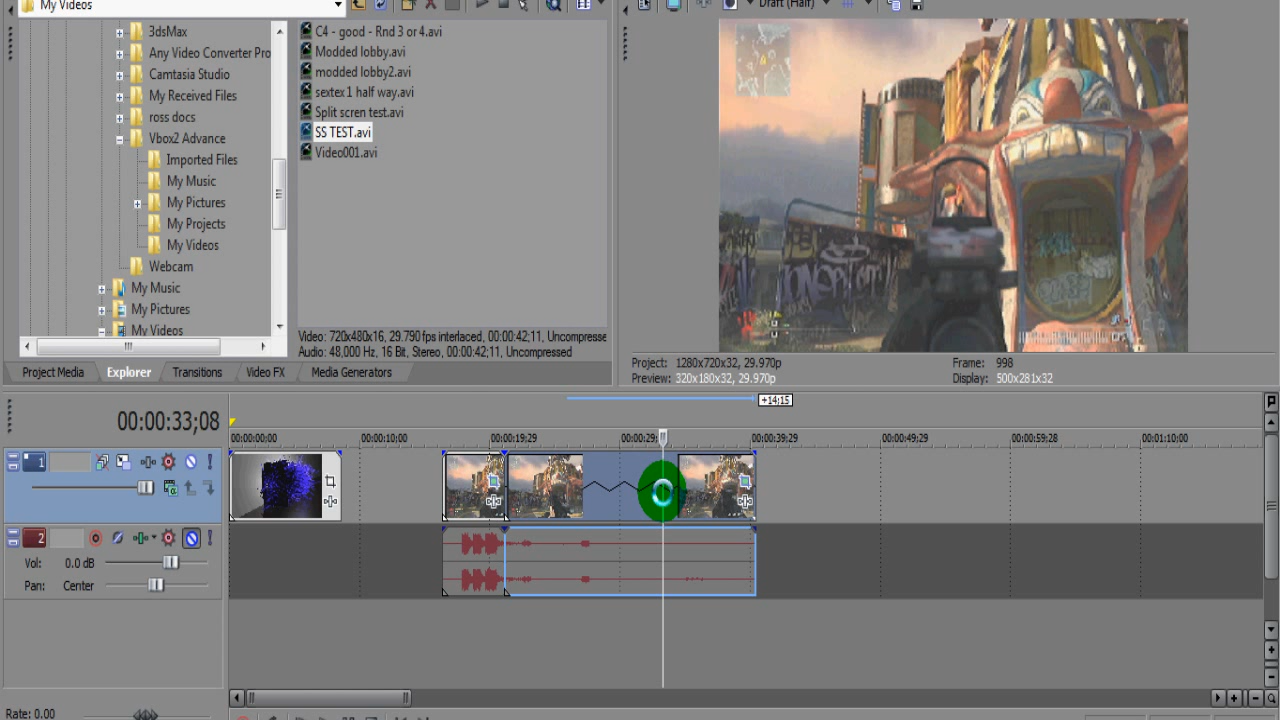 My Videos
3dsMax
Any Video Converter Pro
Camtasia Studio
My Received Files
ross docs
Vbox2 Advance
Imported Files
My Music
My Pictures
My Projects
My Videos
Webcam
My Music
My Pictures
My Videos
C4 - good - Rnd 3 or 4.avi
Modded lobby.avi
modded lobby2.avi
sextex1 half way.avi
Split scren test.avi
SS TEST.avi
Video001.avi
Video: 720x480x16, 29.790 fps interlaced, 00:00:42;11, Uncompresse
Audio: 48,000 Hz, 16 Bit, Stereo, 00:00:42;11, Uncompressed
Project Media Explorer Transitions Video FX Media Generators
Draft (Half)
Project: 1280x720x32, 29.970p
Preview: 320x180x32, 29.970p
Frame: 998
Display: 500x281x32
+14;15
00:00:33;08
00:00:00;00 00:00:10;00 00:00:19;29 00:00:29; 00:00:39;29 00:00:49;29 00:00:59;28 00:01:10;00
1
2
Vol: 0.0 dB
Pan: Center
Rate: 0.00